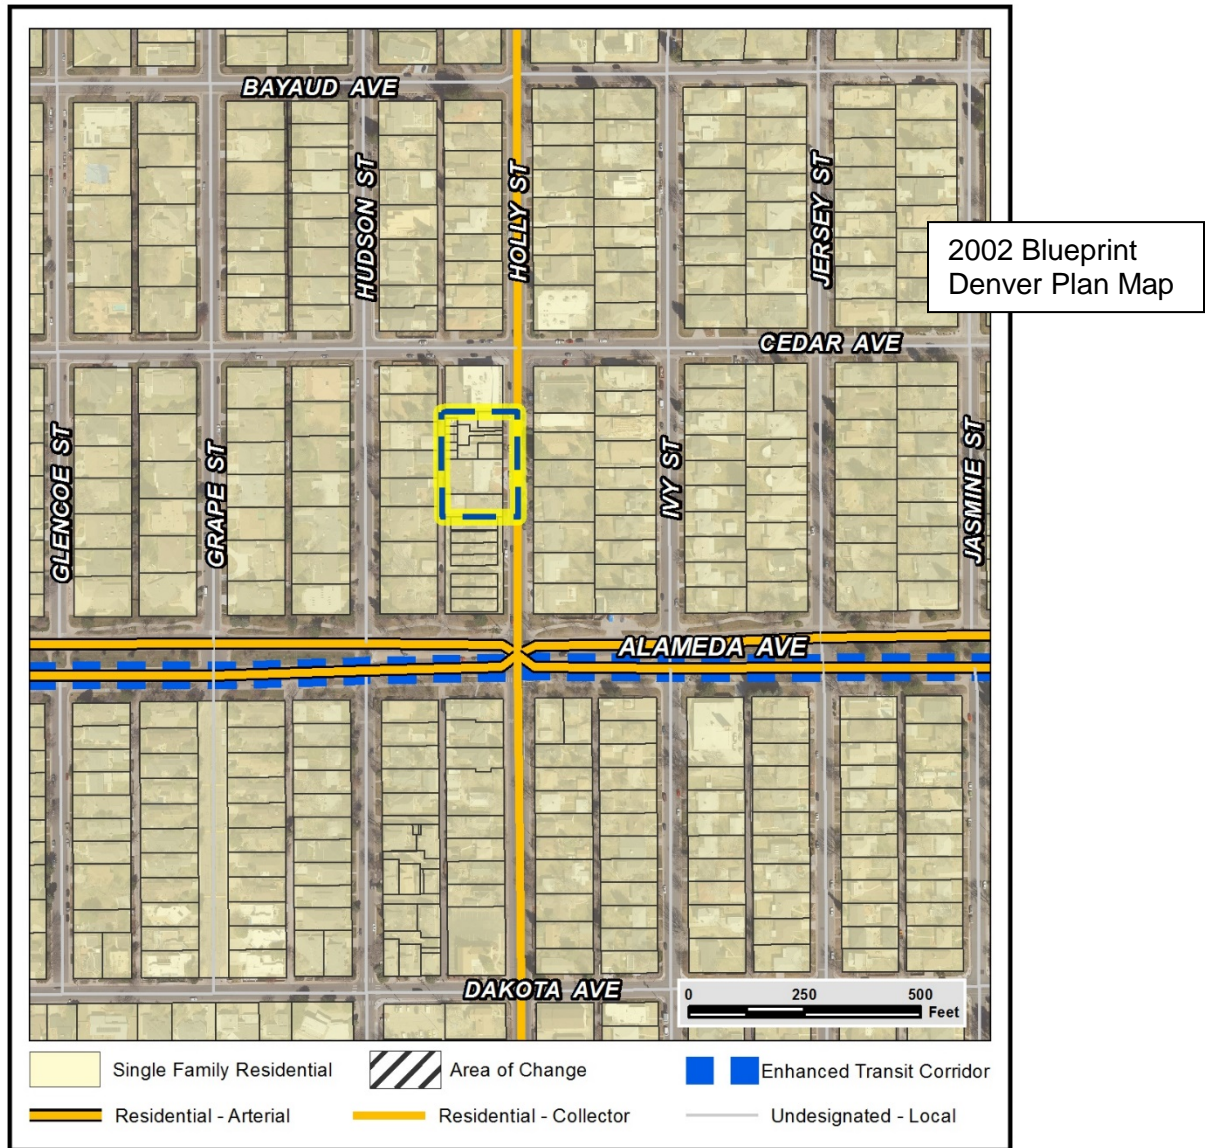 BAYAUD AVE
HUDSON ST
HOLLY ST
JERSEY ST
2002 Blueprint
Denver Plan Map
CEDAR AVE
GLENCOE ST
GRAPE ST
IVY ST
JASMINE ST
ALAMEDA AVE
DAKOTA AVE
0 250 500
Feet
Single Family Residential
Area of Change
Enhanced Transit Corridor
Residential - Arterial
Residential - Collector
Undesignated - Local